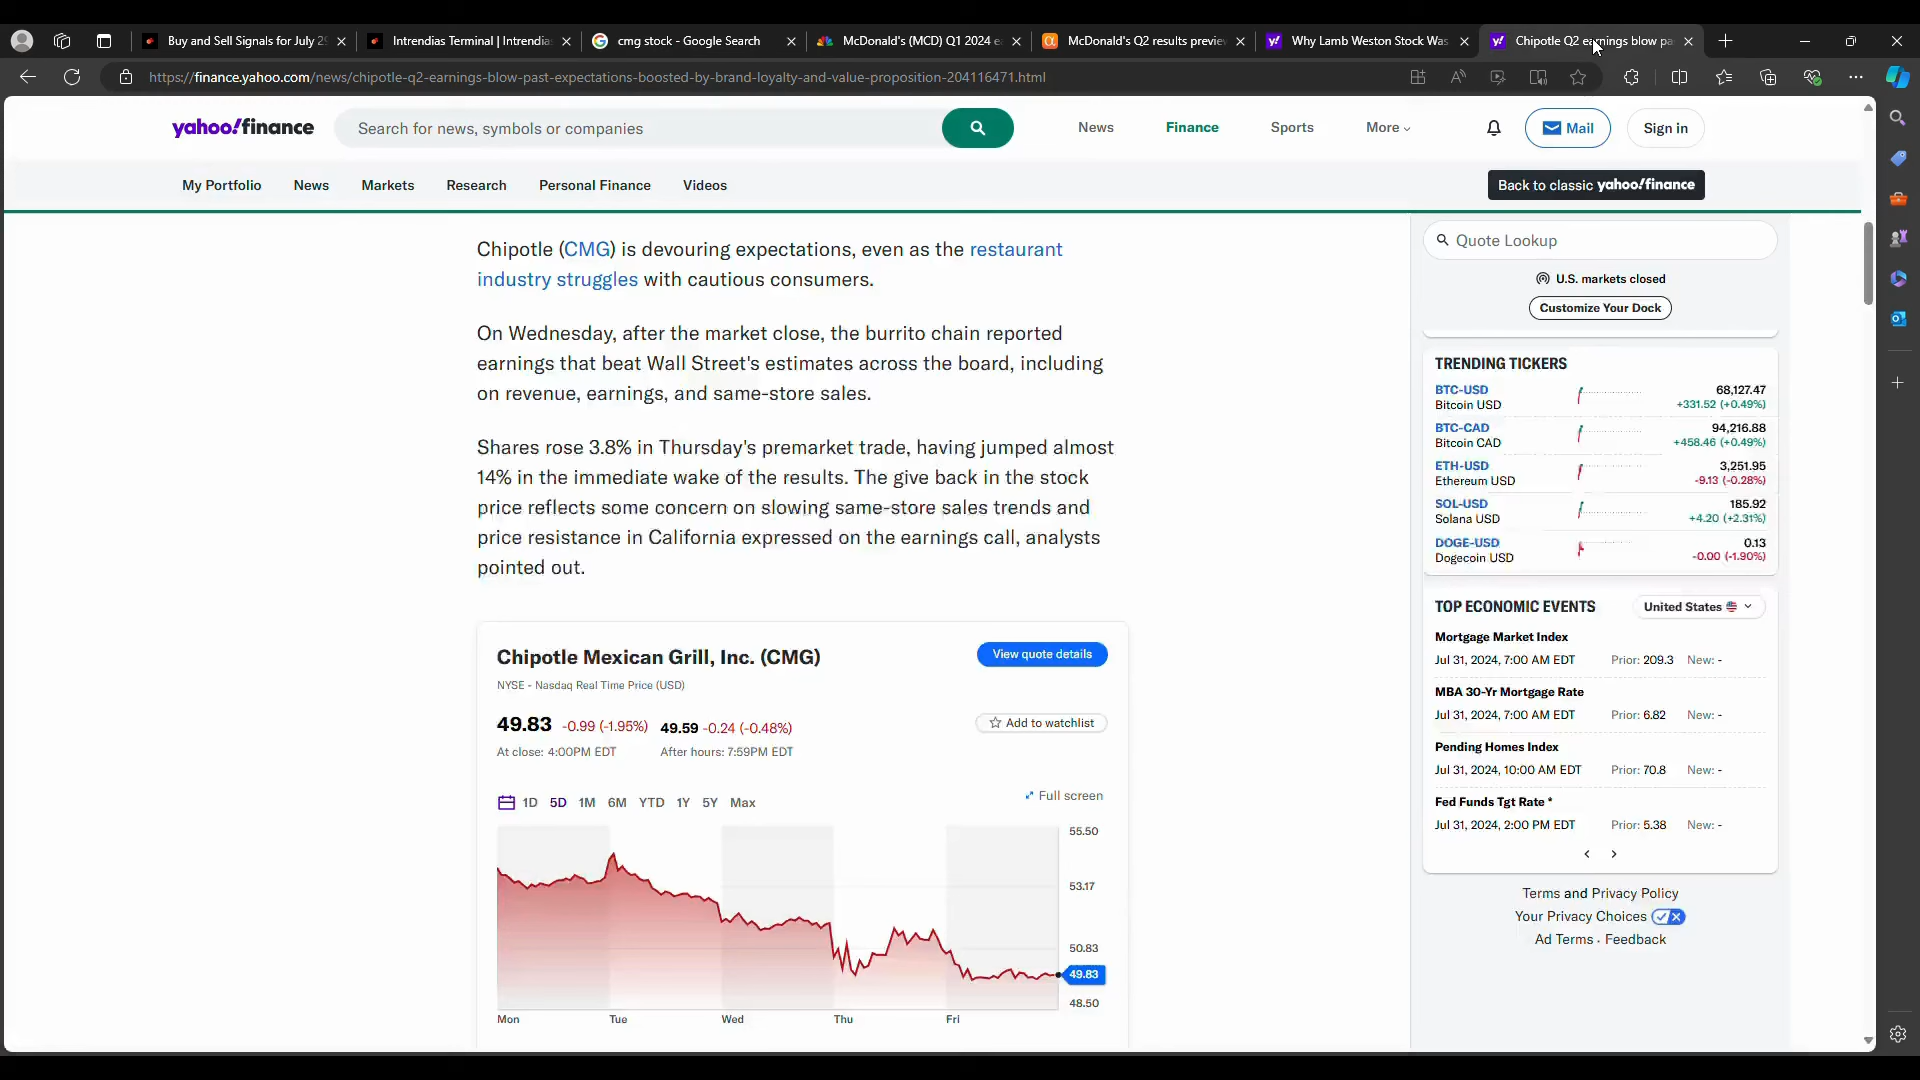 Buy and Sell Signals for July 29
Intrendias Terminal | Intrendias
cmg stock - Google Search
McDonald's (MCD) Q1 2024 e
McDonald's Q2 results preview
Why Lamb Weston Stock Was
Chipotle Q2 earnings blow pa
https://finance.yahoo.com/news/chipotle-q2-earnings-blow-past-expectations-boosted-by-brand-loyalty-and-value-proposition-204116471.html
yahoo!finance
Search for news, symbols or companies
News
Finance
Sports
More
Mail
Sign in
My Portfolio
News
Markets
Research
Personal Finance
Videos
Back to classic yahoo!finance
Chipotle (CMG) is devouring expectations, even as the restaurant
industry struggles with cautious consumers.
On Wednesday, after the market close, the burrito chain reported
earnings that beat Wall Street's estimates across the board, including
on revenue, earnings, and same-store sales.
Shares rose 3.8% in Thursday's premarket trade, having jumped almost
14% in the immediate wake of the results. The give back in the stock
price reflects some concern on slowing same-store sales trends and
price resistance in California expressed on the earnings call, analysts
pointed out.
Chipotle Mexican Grill, Inc. (CMG)
View quote details
NYSE - Nasdaq Real Time Price (USD)
49.83 -0.99 (-1.95%) 49.59 -0.24 (-0.48%)
Add to watchlist
At close: 4:00PM EDT After hours: 7:59PM EDT
1D 5D 1M 6M YTD 1Y 5Y Max
Full screen
55.50
53.17
50.83
49.83
48.50
Mon Tue Wed Thu Fri
Quote Lookup
U.S. markets closed
Customize Your Dock
TRENDING TICKERS
BTC-USD 68,127.47
Bitcoin USD +331.52 (+0.49%)
BTC-CAD 94,216.88
Bitcoin CAD +458.46 (+0.49%)
ETH-USD 3,251.95
Ethereum USD -9.13 (-0.28%)
SOL-USD 185.92
Solana USD +4.20 (+2.31%)
DOGE-USD 0.13
Dogecoin USD -0.00 (-1.90%)
TOP ECONOMIC EVENTS
United States
Mortgage Market Index
Jul 31, 2024, 7:00 AM EDT Prior: 209.3 New: -
MBA 30-Yr Mortgage Rate
Jul 31, 2024, 7:00 AM EDT Prior: 6.82 New: -
Pending Homes Index
Jul 31, 2024, 10:00 AM EDT Prior: 70.8 New: -
Fed Funds Tgt Rate *
Jul 31, 2024, 2:00 PM EDT Prior: 5.38 New: -
Terms and Privacy Policy
Your Privacy Choices
Ad Terms . Feedback